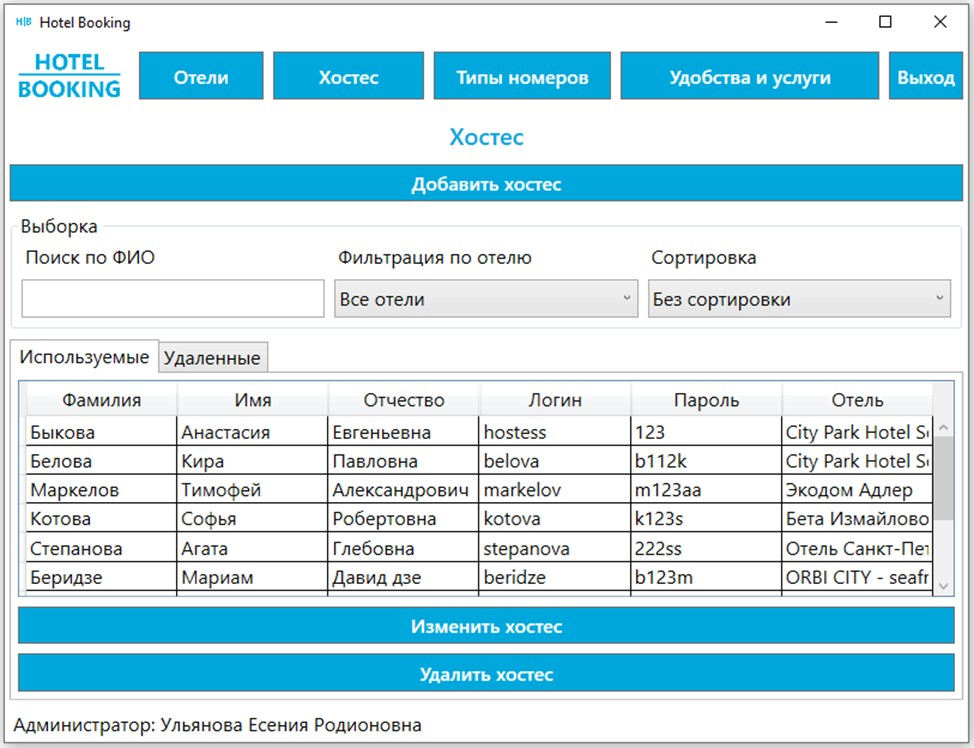 H|B Hotel Booking
HOTEL
BOOKING
Отели Хостес Типы номеров Удобства и услуги Выход
Хостес
Добавить хостес
Выборка
Поиск по ФИО Фильтрация по отелю Сортировка
Все отели Без сортировки
Используемые Удаленные
Фамилия Имя Отчество Логин Пароль Отель
Быкова Анастасия Евгеньевна hostess 123 City Park Hotel
Белова Кира Павловна belova b112k City Park Hotel
Маркелов Тимофей Александрович markelov m123aa Экодом Адлер
Котова Софья Робертовна kotova k123s Бета Измайлово
Степанова Агата Глебовна stepanova 222ss Отель
Беридзе Мариам Давид дзе beridze b123m ORBI CITY -
Изменить хостес
Удалить хостес
Администратор: Ульянова Есения Родионовна